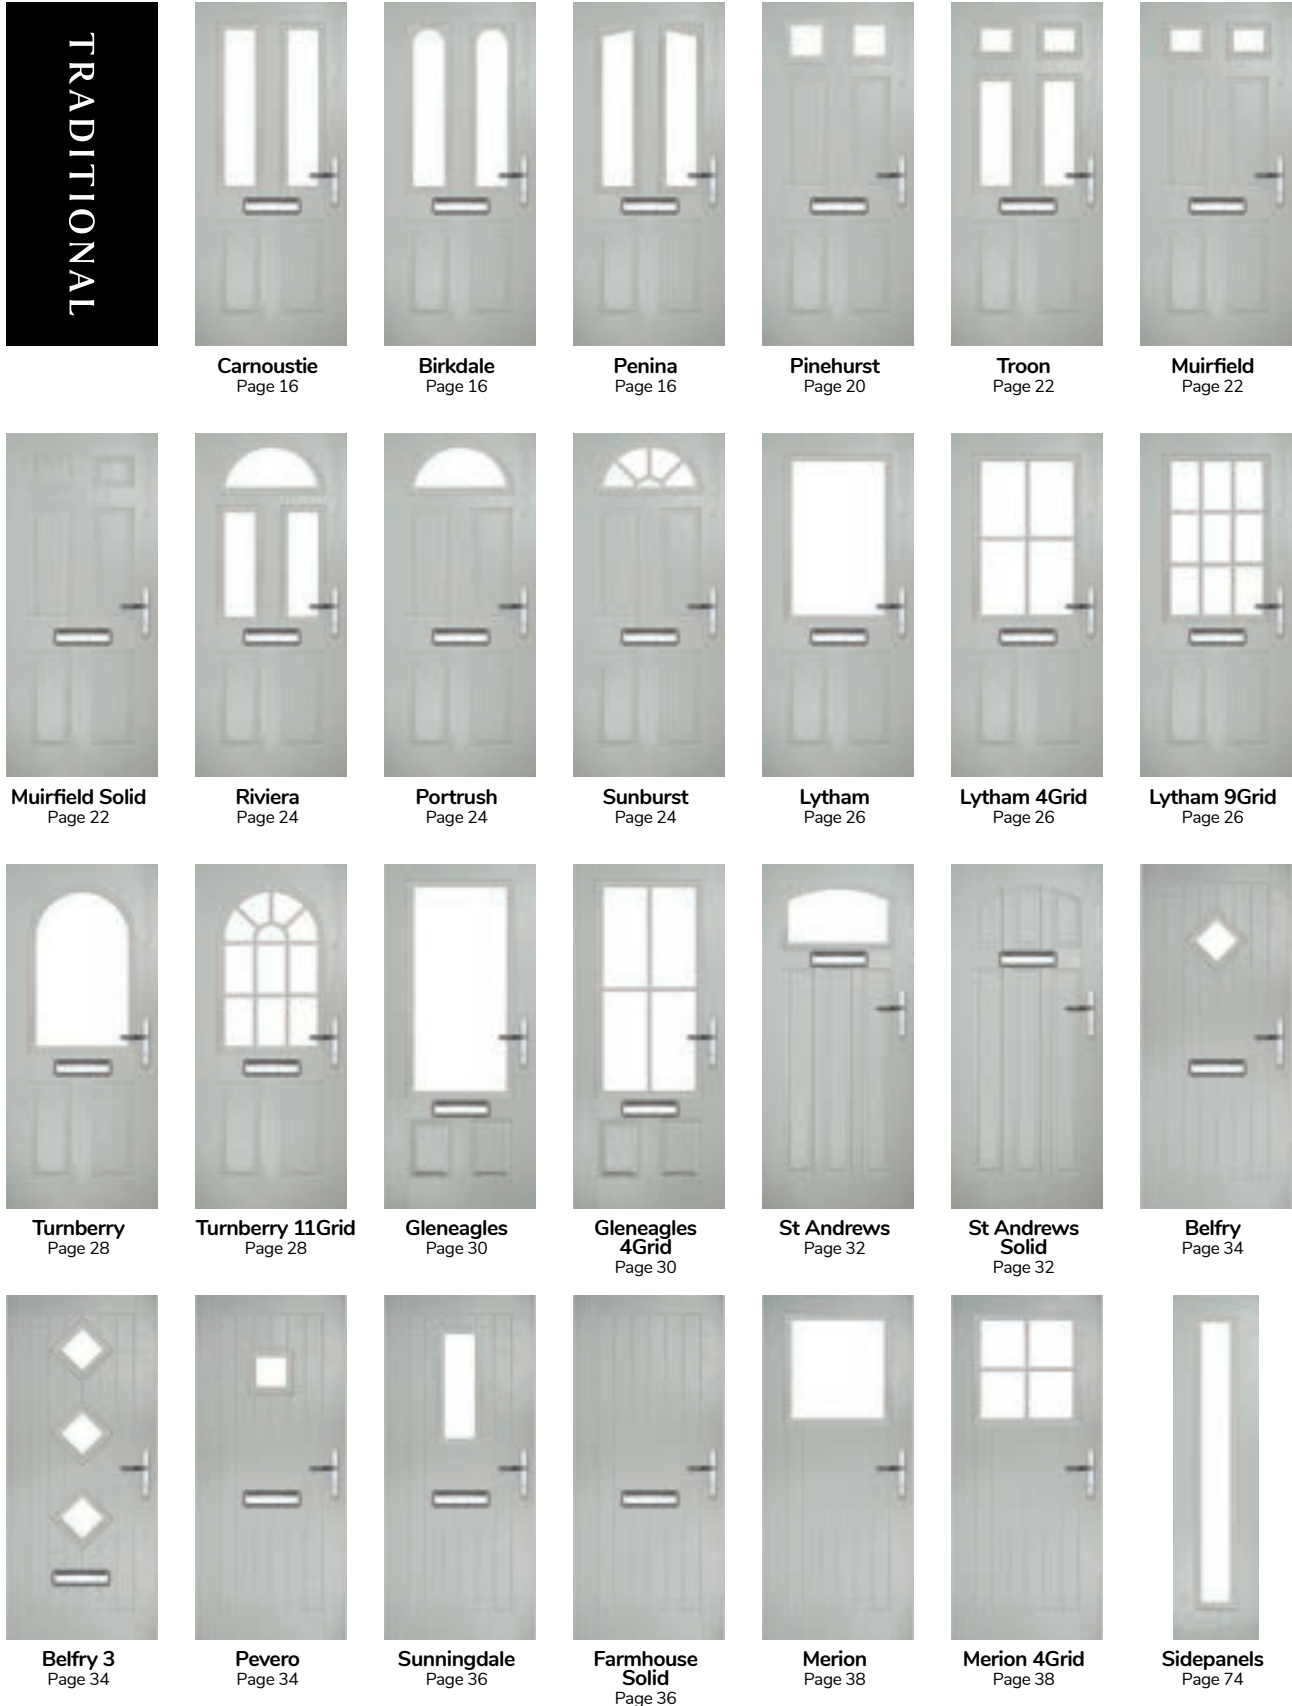 TRADITIONAL
Carnoustie
Page 16
Birkdale
Page 16
Penina
Page 16
Pinehurst
Page 20
Troon
Page 22
Muirfield
Page 22
Muirfield Solid
Page 22
Riviera
Page 24
Portrush
Page 24
Sunburst
Page 24
Lytham
Page 26
Lytham 4Grid
Page 26
Lytham 9Grid
Page 26
Turnberry
Page 28
Turnberry 11Grid
Page 28
Gleneagles
Page 30
Gleneagles
4Grid
Page 30
St Andrews
Page 32
St Andrews
Solid
Page 32
Belfry
Page 34
Belfry 3
Page 34
Pevero
Page 34
Sunningdale
Page 36
Farmhouse
Solid
Page 36
Merion
Page 38
Merion 4Grid
Page 38
Sidepanels
Page 74